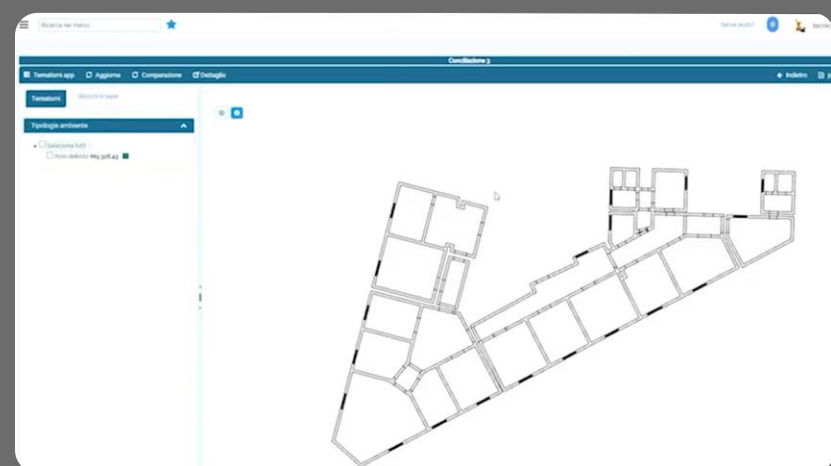 Ricerca nel menu...
Serve aiuto?
Conciliazione 3
Tematismi app Aggiorna Comparazione Dettaglio
Indietro
Tematismi
Blocchi e layer
Tipologia ambiente
Seleziona tutti
Non definito Mq